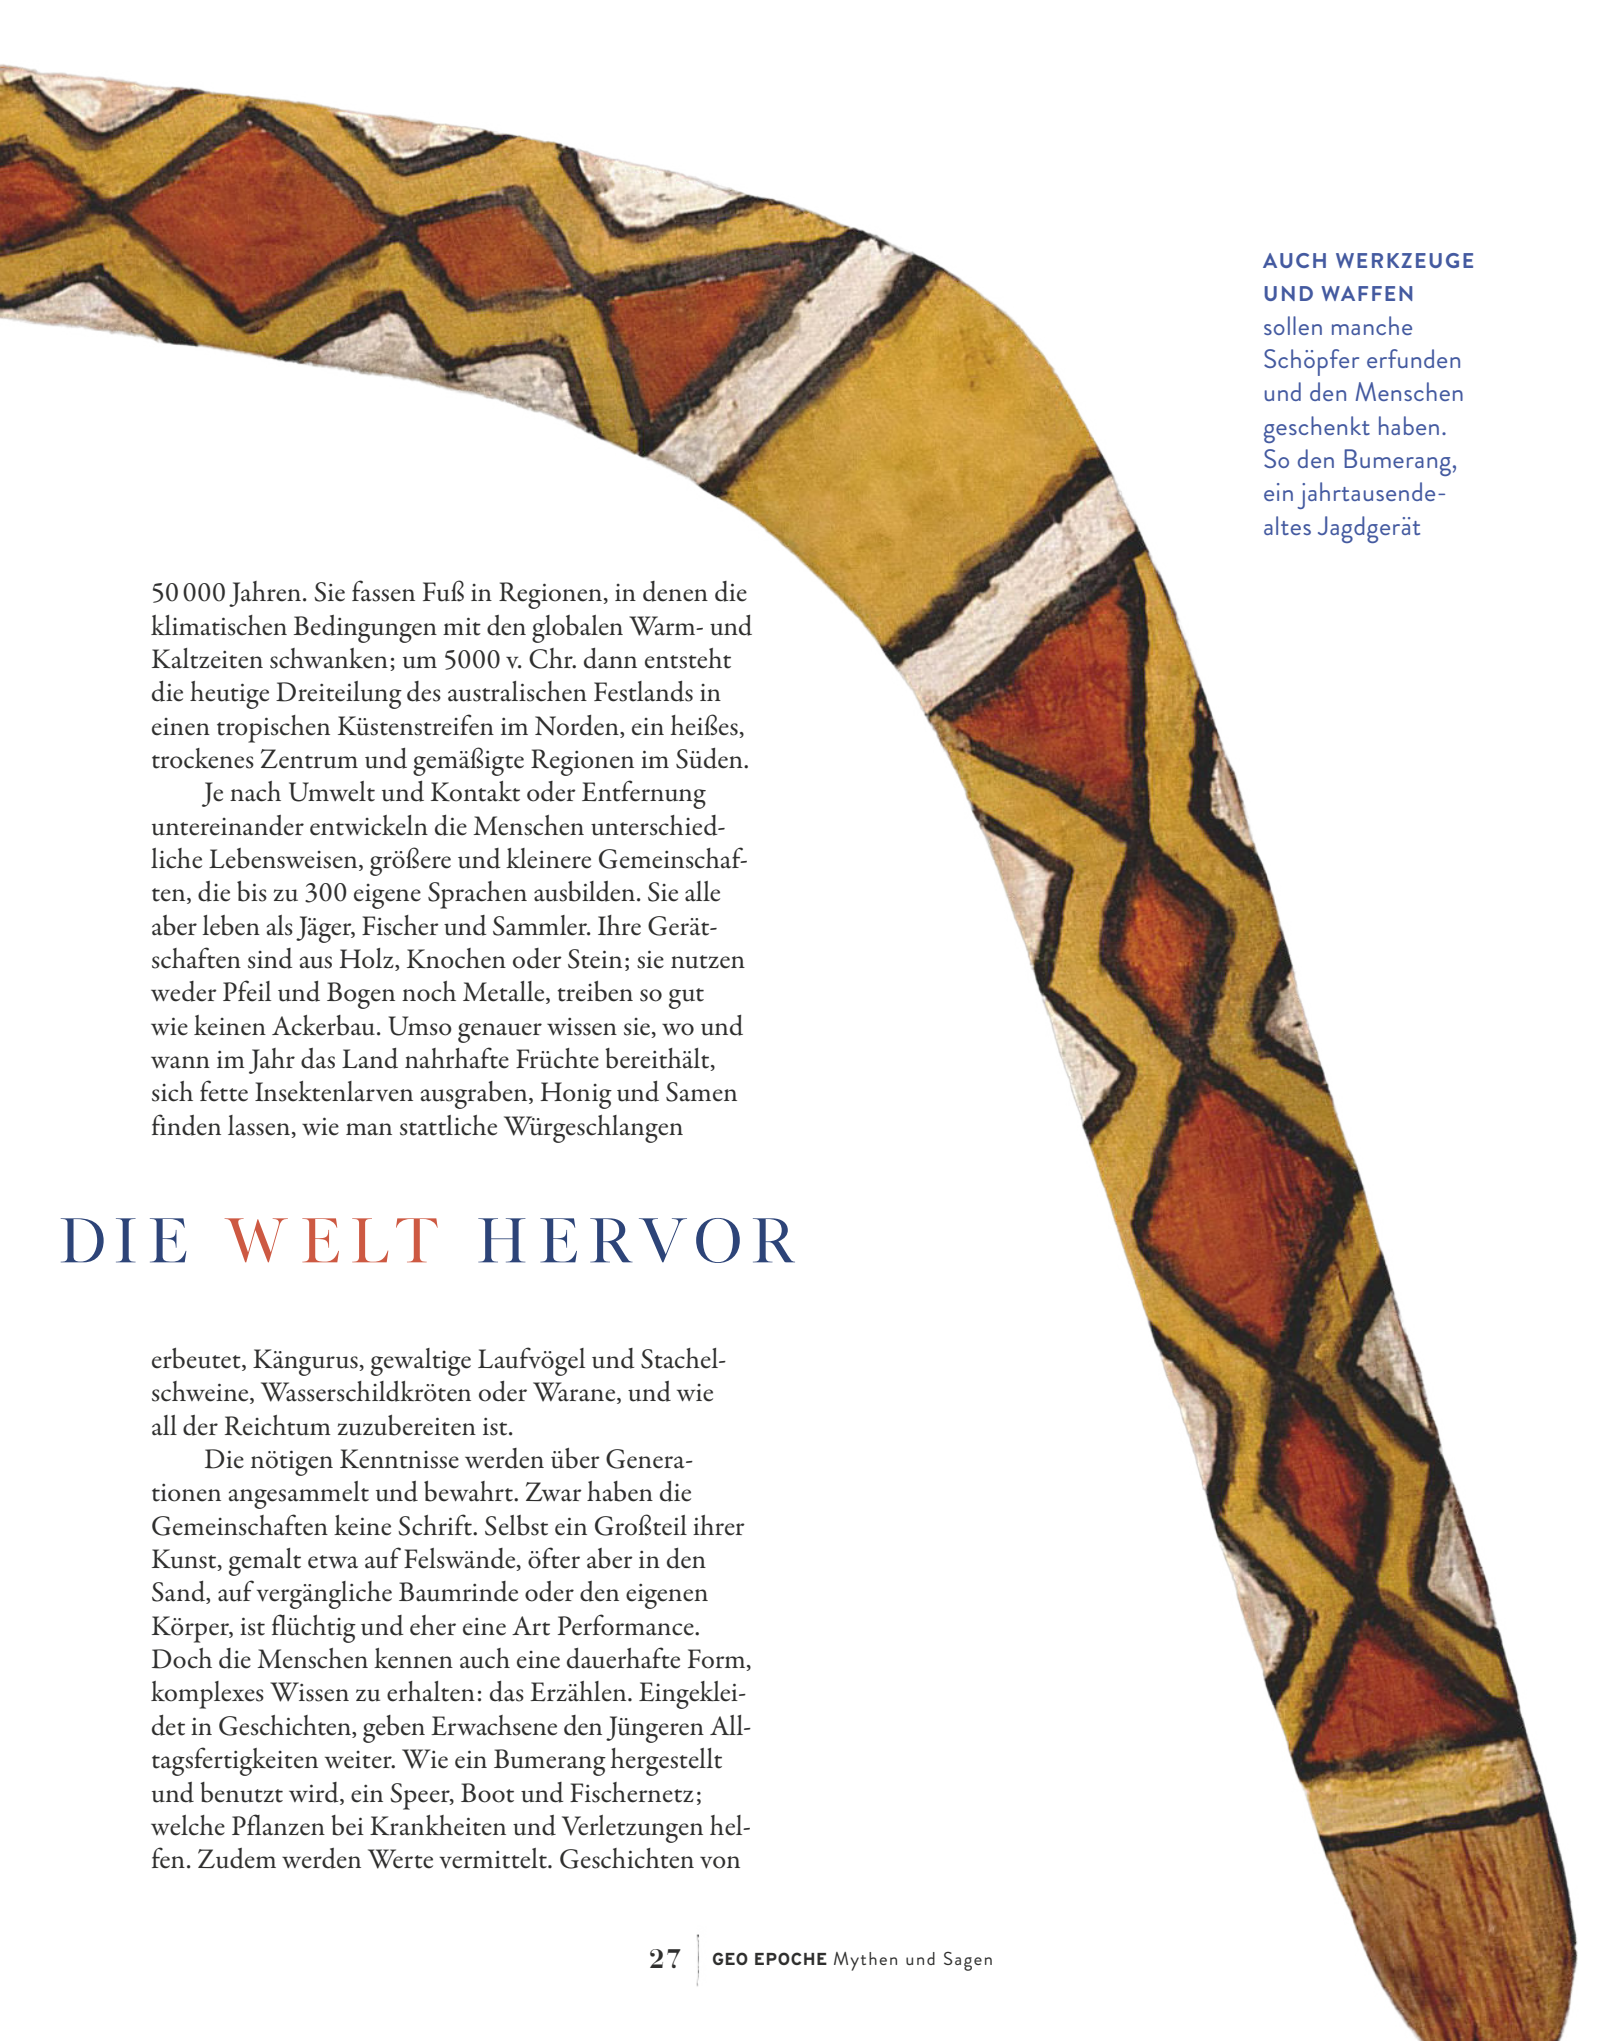 AUCH WERKZEUGE
UND WAFFEN
sollen manche
Schöpfer erfunden
und den Menschen
geschenkt haben.
So den Bumerang,
ein jahrtausende-
altes Jagdgerät
50 000 Jahren. Sie fassen Fuß in Regionen, in denen die
klimatischen Bedingungen mit den globalen Warm- und
Kaltzeiten schwanken; um 5000 v. Chr. dann entsteht
die heutige Dreiteilung des australischen Festlands in
einen tropischen Küstenstreifen im Norden, ein heißes,
trockenes Zentrum und gemäßigte Regionen im Süden.
Je nach Umwelt und Kontakt oder Entfernung
untereinander entwickeln die Menschen unterschied-
liche Lebensweisen, größere und kleinere Gemeinschaf-
ten, die bis zu 300 eigene Sprachen ausbilden. Sie alle
aber leben als Jäger, Fischer und Sammler. Ihre Gerät-
schaften sind aus Holz, Knochen oder Stein; sie nutzen
weder Pfeil und Bogen noch Metalle, treiben so gut
wie keinen Ackerbau. Umso genauer wissen sie, wo und
wann im Jahr das Land nahrhafte Früchte bereithält,
sich fette Insektenlarven ausgraben, Honig und Samen
finden lassen, wie man stattliche Würgeschlangen
DIE WELT HERVOR
erbeutet, Kängurus, gewaltige Laufvögel und Stachel-
schweine, Wasserschildkröten oder Warane, und wie
all der Reichtum zuzubereiten ist.
Die nötigen Kenntnisse werden über Genera-
tionen angesammelt und bewahrt. Zwar haben die
Gemeinschaften keine Schrift. Selbst ein Großteil ihrer
Kunst, gemalt etwa auf Felswände, öfter aber in den
Sand, auf vergängliche Baumrinde oder den eigenen
Körper, ist flüchtig und eher eine Art Performance.
Doch die Menschen kennen auch eine dauerhafte Form,
komplexes Wissen zu erhalten: das Erzählen. Eingeklei-
det in Geschichten, geben Erwachsene den Jüngeren All-
tagsfertigkeiten weiter. Wie ein Bumerang hergestellt
und benutzt wird, ein Speer, Boot und Fischernetz;
welche Pflanzen bei Krankheiten und Verletzungen hel-
fen. Zudem werden Werte vermittelt. Geschichten von
27 GEO EPOCHE Mythen und Sagen